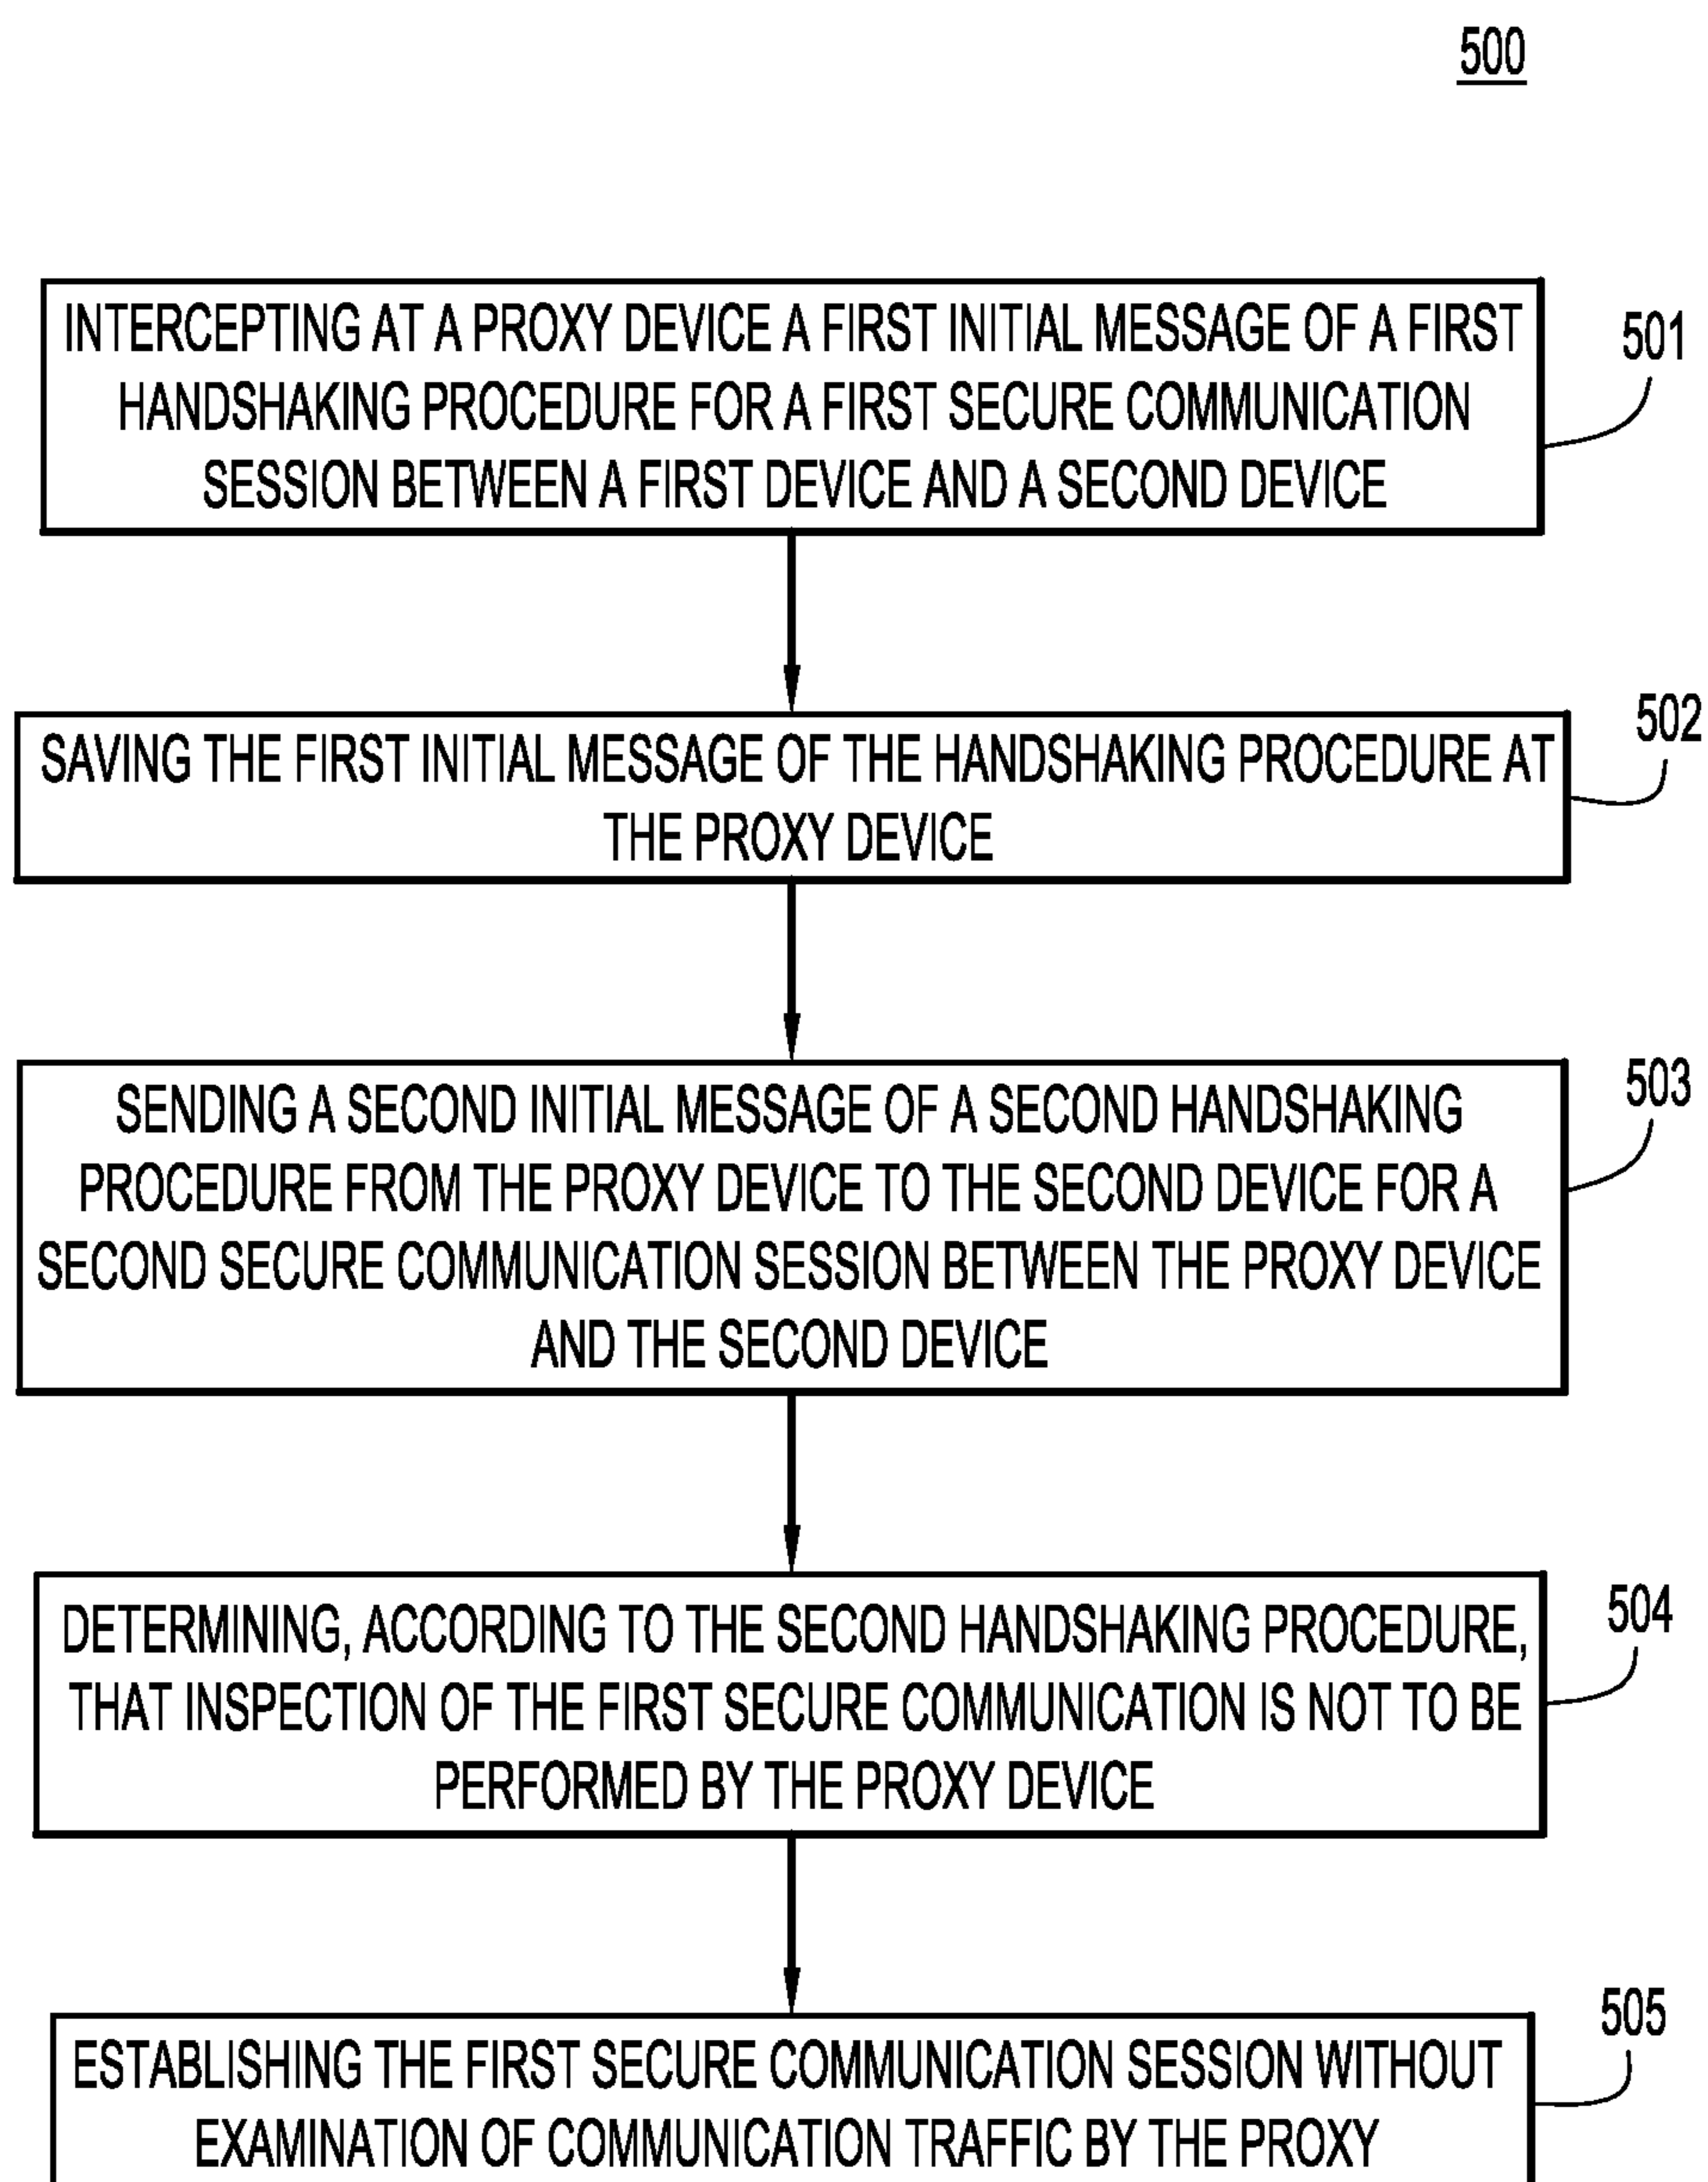 500
INTERCEPTING AT A PROXY DEVICE A FIRST INITIAL MESSAGE OF A FIRST
HANDSHAKING PROCEDURE FOR A FIRST SECURE COMMUNICATION
SESSION BETWEEN A FIRST DEVICE AND A SECOND DEVICE
501
SAVING THE FIRST INITIAL MESSAGE OF THE HANDSHAKING PROCEDURE AT
THE PROXY DEVICE
502
SENDING A SECOND INITIAL MESSAGE OF A SECOND HANDSHAKING
PROCEDURE FROM THE PROXY DEVICE TO THE SECOND DEVICE FOR A
SECOND SECURE COMMUNICATION SESSION BETWEEN THE PROXY DEVICE
AND THE SECOND DEVICE
503
DETERMINING, ACCORDING TO THE SECOND HANDSHAKING PROCEDURE,
THAT INSPECTION OF THE FIRST SECURE COMMUNICATION IS NOT TO BE
PERFORMED BY THE PROXY DEVICE
504
ESTABLISHING THE FIRST SECURE COMMUNICATION SESSION WITHOUT
EXAMINATION OF COMMUNICATION TRAFFIC BY THE PROXY
505